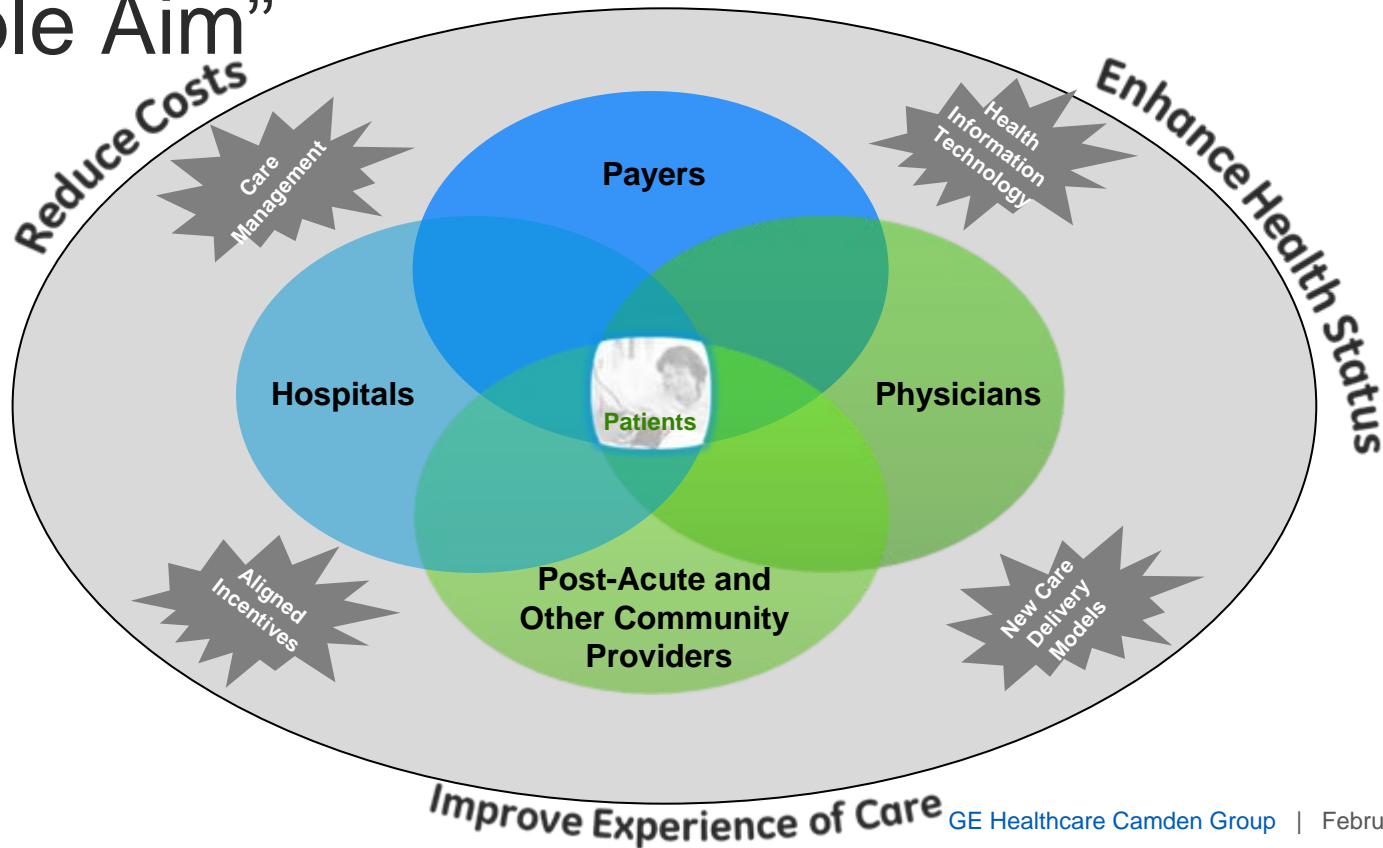 ple Aim”
Reduce Costs
Enhance Health Status
Care
Management
Health
Information
Technology
Payers
Hospitals
Physicians
Patients
Aligned
Incentives
Post-Acute and
Other Community
Providers
New Care
Delivery
Models
Improve Experience of Care
GE Healthcare Camden Group | Febru